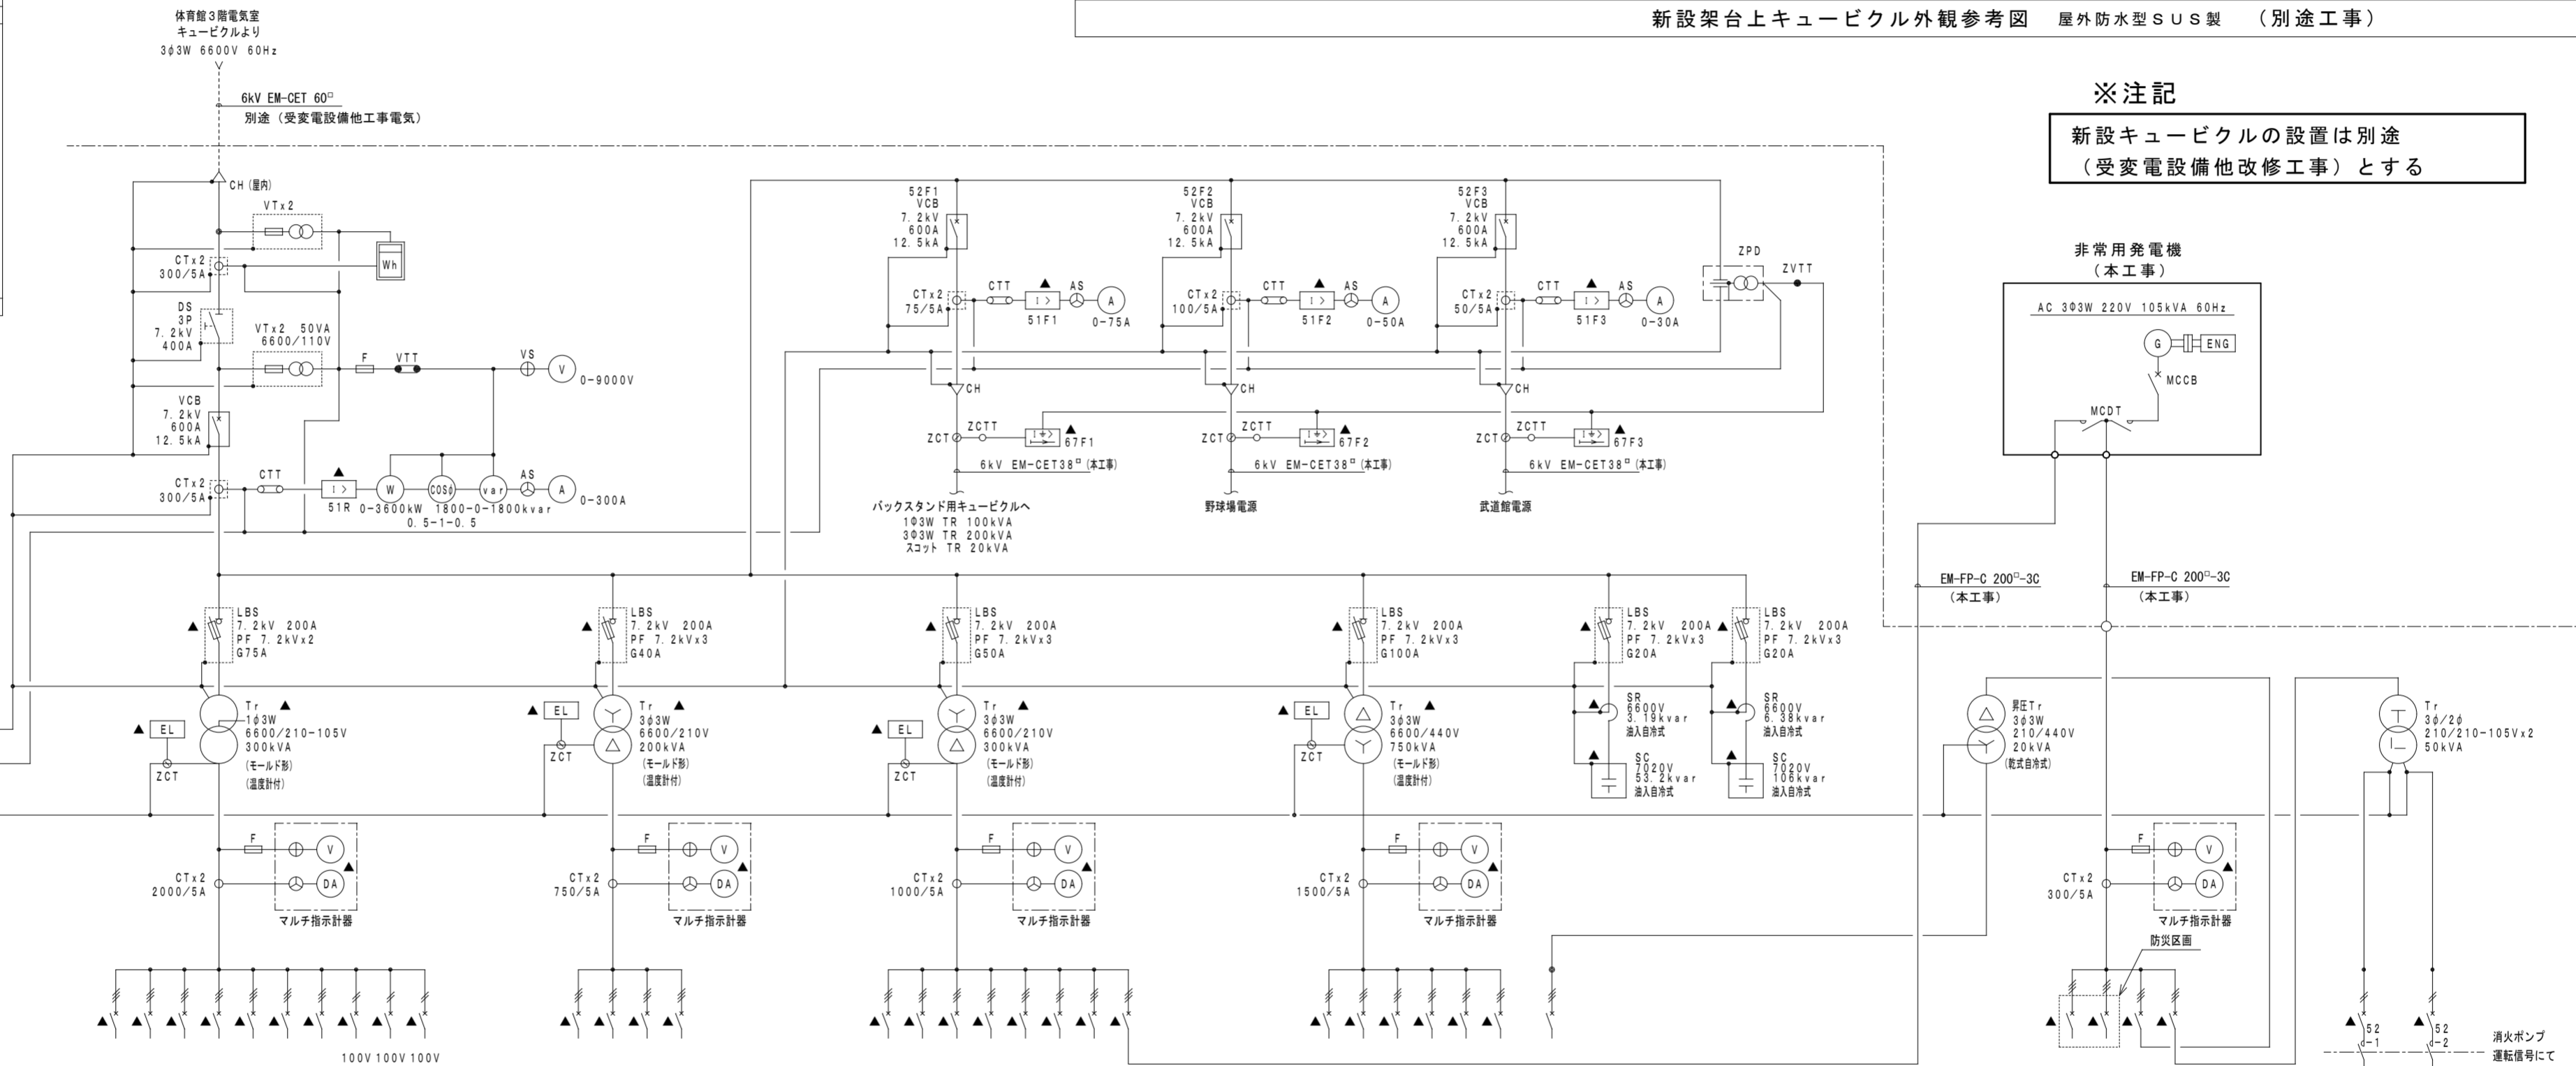 新設架台上キュービクル外観参考図 屋外防水型ＳＵＳ製 （別途工事）
体育館３階電気室
キュービクルより
3φ3W 6600V 60Hz
6kV EM-CET 60□
別途（受変電設備他工事電気）
※注記
新設キュービクルの設置は別途
（受変電設備他改修工事）とする
CH（屋内）
VTx2
Wh
CTx2
300/5A
DS
3P
7.2kV
400A
VTx2 50VA
6600/110V
F
VTT
VS
V
0-9000V
VCB
7.2kV
600A
12.5kA
CTx2
300/5A
CTT
I >
51R
W
COSφ
var
AS
A
0-300A
0-3600kW 1800-0-1800kvar
0.5-1-0.5
52F1
VCB
7.2kV
600A
12.5kA
CTx2
75/5A
CTT
I >
51F1
AS
A
0-75A
CH
ZCT
ZCTT
I >
67F1
6kV EM-CET38□（本工事）
バックスタンド用キュービクルへ
1Φ3W TR 100kVA
3Φ3W TR 200kVA
スコット TR 20kVA
52F2
VCB
7.2kV
600A
12.5kA
CTx2
100/5A
CTT
I >
51F2
AS
A
0-50A
CH
ZCT
ZCTT
I >
67F2
6kV EM-CET38□（本工事）
野球場電源
52F3
VCB
7.2kV
600A
12.5kA
CTx2
50/5A
CTT
I >
51F3
AS
A
0-30A
CH
ZCT
ZCTT
I >
67F3
6kV EM-CET38□（本工事）
武道館電源
ZPD
ZVTT
非常用発電機
（本工事）
AC 3Φ3W 220V 105kVA 60Hz
G
ENG
MCCB
MCDT
EM-FP-C 200□-3C
（本工事）
EM-FP-C 200□-3C
（本工事）
LBS
7.2kV 200A
PF 7.2kVx2
G75A
Tr
1φ3W
6600/210-105V
300kVA
(モールド形)
(温度計付)
EL
ZCT
F
V
CTx2
2000/5A
DA
マルチ指示計器
100V 100V 100V
LBS
7.2kV 200A
PF 7.2kVx3
G40A
Tr
3φ3W
6600/210V
200kVA
(モールド形)
(温度計付)
EL
ZCT
F
V
CTx2
750/5A
DA
マルチ指示計器
LBS
7.2kV 200A
PF 7.2kVx3
G50A
Tr
3φ3W
6600/210V
300kVA
(モールド形)
(温度計付)
EL
ZCT
F
V
CTx2
1000/5A
DA
マルチ指示計器
LBS
7.2kV 200A
PF 7.2kVx3
G100A
Tr
3φ3W
6600/440V
750kVA
(モールド形)
(温度計付)
EL
ZCT
F
V
CTx2
1500/5A
DA
マルチ指示計器
LBS
7.2kV 200A
PF 7.2kVx3
G20A
SR
6600V
3.19kvar
油入自冷式
SC
7020V
53.2kvar
油入自冷式
LBS
7.2kV 200A
PF 7.2kVx3
G20A
SR
6600V
6.38kvar
油入自冷式
SC
7020V
106kvar
油入自冷式
昇圧Tr
3φ3W
210/440V
20kVA
(乾式自冷式)
F
V
CTx2
300/5A
DA
マルチ指示計器
防災区画
Tr
3φ/2φ
210/210-105Vx2
50kVA
52
-1
52
-2
消火ポンプ
運転信号にて